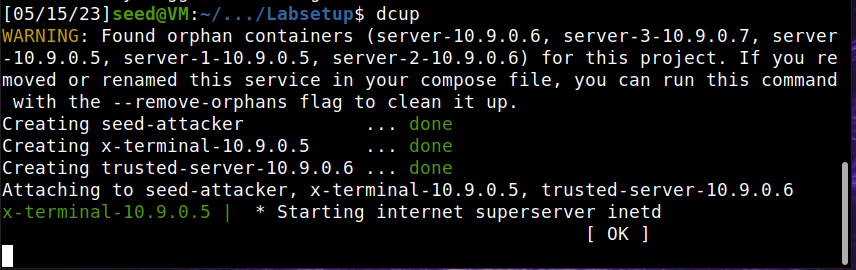 [05/15/23]seed@VM:~/.../Labsetup$ dcup
WARNING: Found orphan containers (server-10.9.0.6, server-3-10.9.0.7, server
-10.9.0.5, server-1-10.9.0.5, server-2-10.9.0.6) for this project. If you re
moved or renamed this service in your compose file, you can run this command
 with the --remove-orphans flag to clean it up.
Creating seed-attacker           ... done
Creating x-terminal-10.9.0.5     ... done
Creating trusted-server-10.9.0.6 ... done
Attaching to seed-attacker, x-terminal-10.9.0.5, trusted-server-10.9.0.6
x-terminal-10.9.0.5 |  * Starting internet superserver inetd
[ OK ]